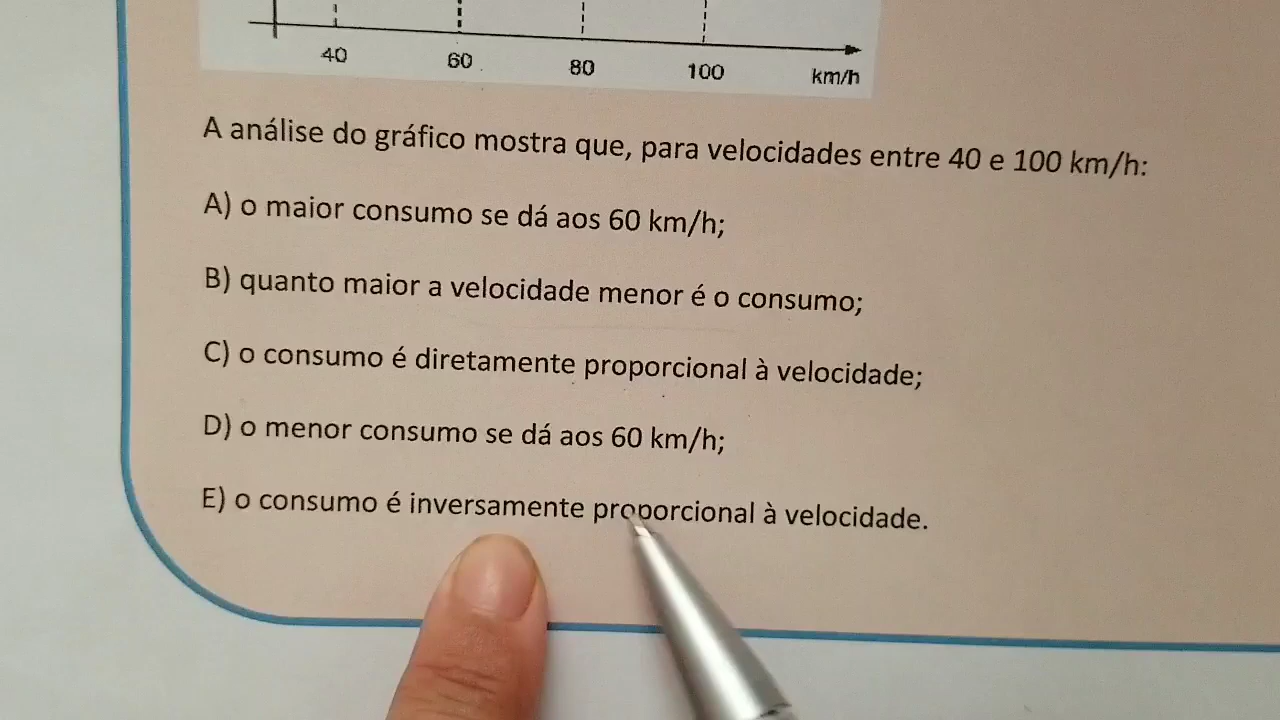 40 60 80 100 km/h
A análise do gráfico mostra que, para velocidades entre 40 e 100 km/h:
A) o maior consumo se dá aos 60 km/h;
B) quanto maior a velocidade menor é o consumo;
C) o consumo é diretamente proporcional à velocidade;
D) o menor consumo se dá aos 60 km/h;
E) o consumo é inversamente proporcional à velocidade.